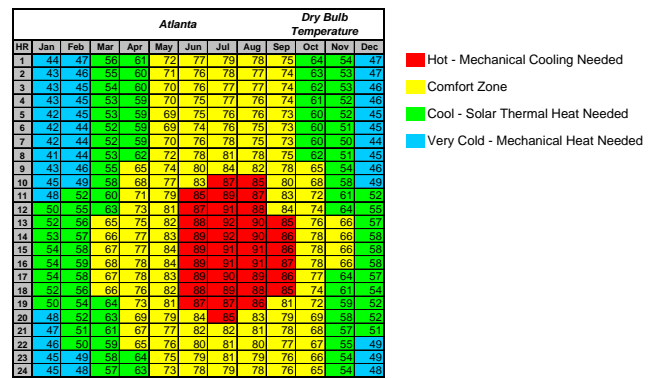 Atlanta Dry Bulb
Temperature
HR Jan Feb Mar Apr May Jun Jul Aug Sep Oct Nov Dec
1 44 47 56 61 72 77 79 78 75 64 54 47
2 43 46 55 60 71 76 78 77 74 63 53 47
3 43 45 54 60 70 76 77 77 74 62 53 46
4 43 45 53 59 70 75 77 76 74 61 52 46
5 42 45 53 59 69 75 76 76 73 60 52 45
6 42 44 52 59 69 74 76 75 73 60 51 45
7 42 44 52 59 70 76 78 75 73 60 50 44
8 41 44 53 62 72 78 81 78 75 62 51 45
9 43 46 55 65 74 80 84 82 78 65 54 46
10 45 49 58 68 77 83 87 85 80 68 58 49
11 48 52 60 71 79 85 89 87 83 72 61 52
12 50 55 63 73 81 87 91 88 84 74 64 55
13 52 56 65 75 82 88 92 90 85 76 66 57
14 53 57 66 77 83 89 92 90 86 78 66 58
15 54 58 67 77 84 89 91 91 86 78 66 58
16 54 59 68 78 84 89 91 91 87 78 66 58
17 54 58 67 78 83 89 90 89 86 77 64 57
18 52 56 66 76 82 88 89 88 85 74 61 54
19 50 54 64 73 81 87 87 86 81 72 59 52
20 48 52 63 69 79 84 85 83 79 69 58 52
21 47 51 61 67 77 82 82 81 78 68 57 51
22 46 50 59 65 76 80 81 80 77 67 55 49
23 45 49 58 64 75 79 81 79 76 66 54 49
24 45 48 57 63 73 78 79 78 76 65 54 48
Hot - Mechanical Cooling Needed
Comfort Zone
Cool - Solar Thermal Heat Needed
Very Cold - Mechanical Heat Needed